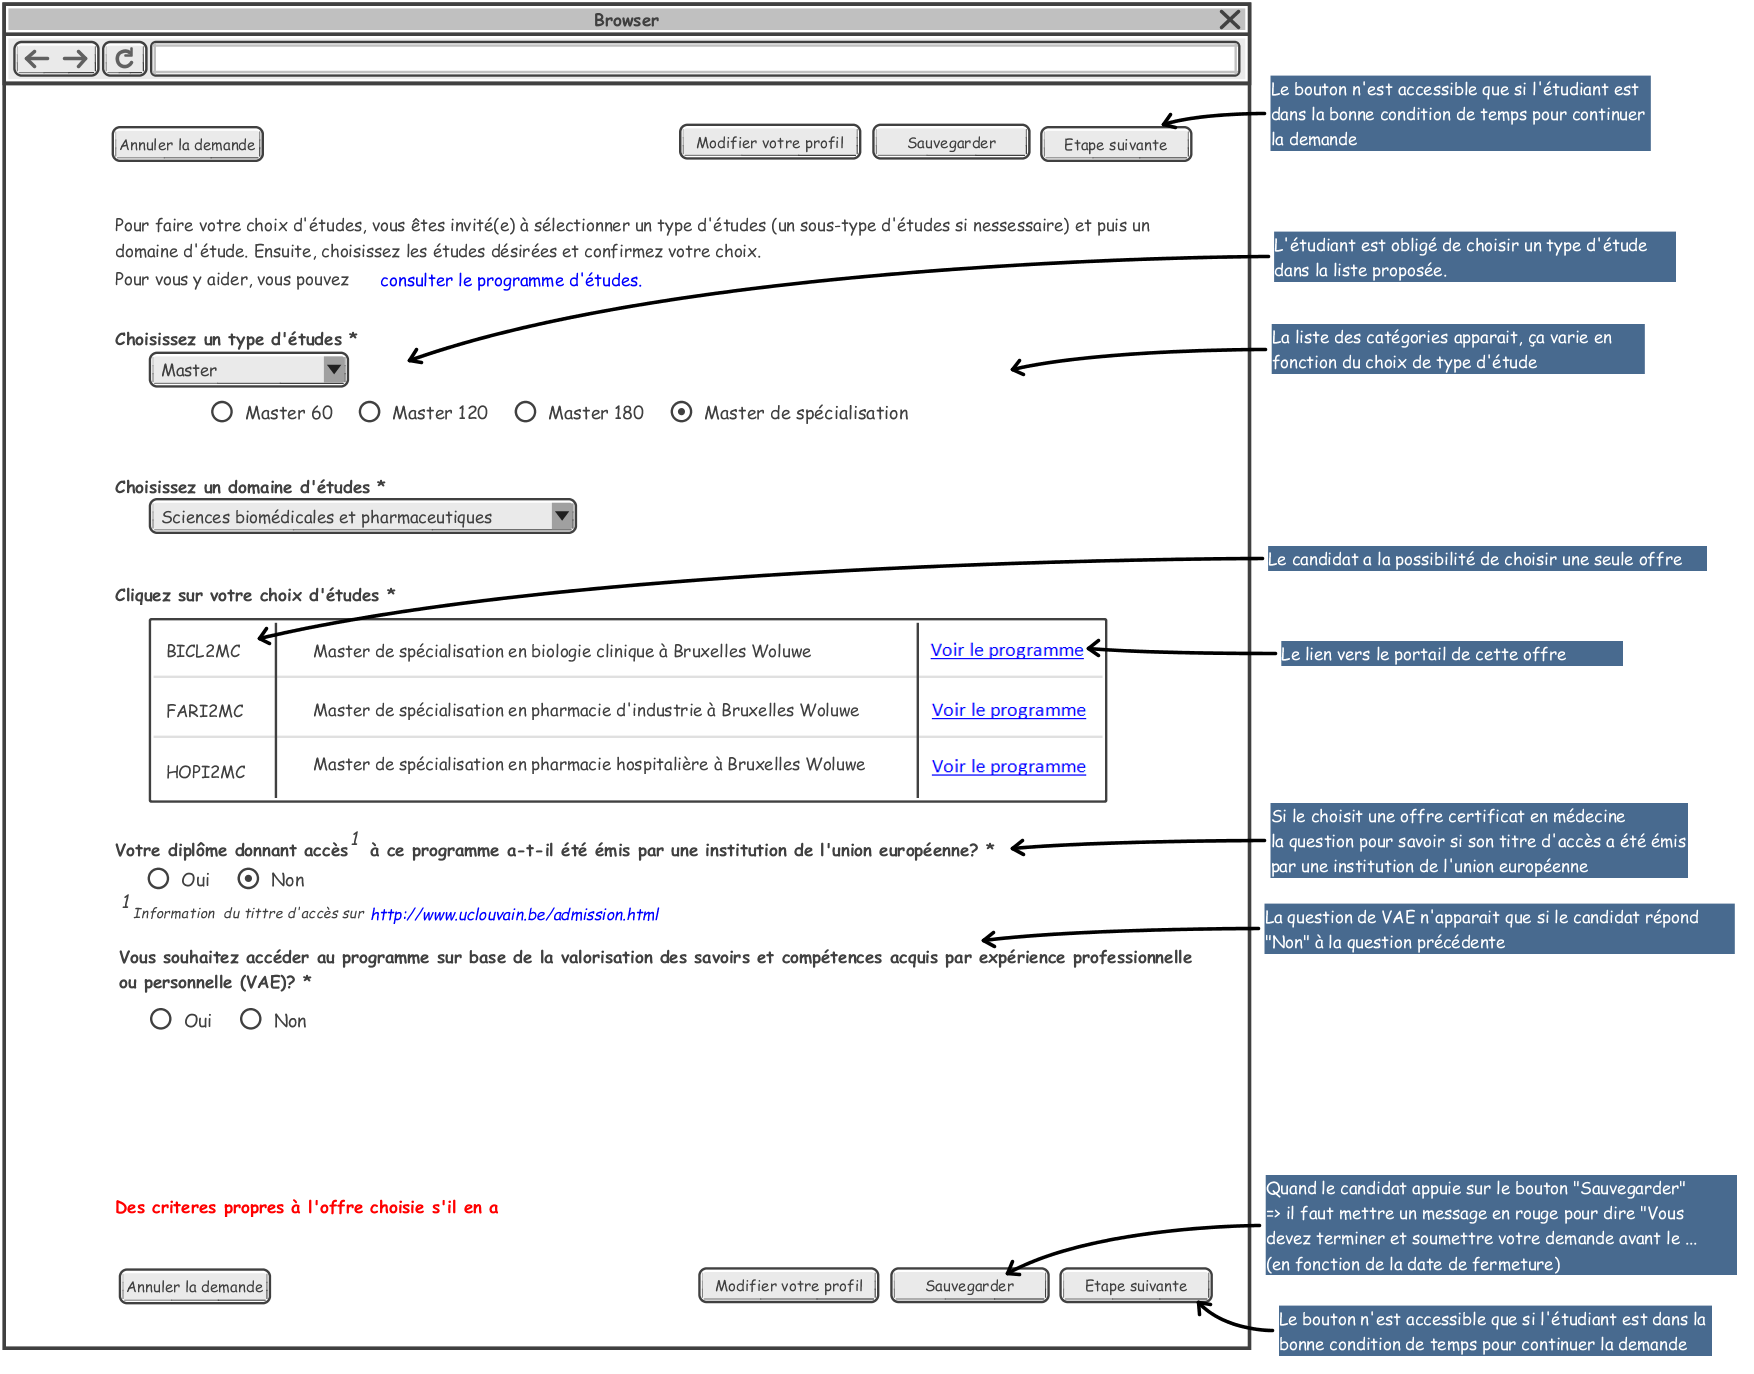 Browser
Annuler la demande
Modifier votre profil
Sauvegarder
Etape suivante
Le bouton n'est accessible que si l'étudiant est
dans la bonne condition de temps pour continuer
la demande
Pour faire votre choix d'études, vous êtes invité(e) à sélectionner un type d'études (un sous-type d'études si nessessaire) et puis un
domaine d'étude. Ensuite, choisissez les études désirées et confirmez votre choix.
Pour vous y aider, vous pouvez consulter le programme d'études.
L'étudiant est obligé de choisir un type d'étude
dans la liste proposée.
Choisissez un type d'études *
Master
La liste des catégories apparait, ça varie en
fonction du choix de type d'étude
Master 60
Master 120
Master 180
Master de spécialisation
Choisissez un domaine d'études *
Sciences biomédicales et pharmaceutiques
Le candidat a la possibilité de choisir une seule offre
Cliquez sur votre choix d'études *
BICL2MC
Master de spécialisation en biologie clinique à Bruxelles Woluwe
Voir le programme
Le lien vers le portail de cette offre
FARI2MC
Master de spécialisation en pharmacie d'industrie à Bruxelles Woluwe
Voir le programme
HOPI2MC
Master de spécialisation en pharmacie hospitalière à Bruxelles Woluwe
Voir le programme
Si le choisit une offre certificat en médecine
la question pour savoir si son titre d'accès a été émis
par une institution de l'union européenne
Votre diplôme donnant accès 1 à ce programme a-t-il été émis par une institution de l'union européenne? *
Oui
Non
1 Information du tittre d'accès sur http://www.uclouvain.be/admission.html
La question de VAE n'apparait que si le candidat répond
"Non" à la question précédente
Vous souhaitez accéder au programme sur base de la valorisation des savoirs et compétences acquis par expérience professionnelle
ou personnelle (VAE)? *
Oui
Non
Des criteres propres à l'offre choisie s'il en a
Quand le candidat appuie sur le bouton "Sauvegarder"
=> il faut mettre un message en rouge pour dire "Vous
devez terminer et soumettre votre demande avant le ...
(en fonction de la date de fermeture)
Annuler la demande
Modifier votre profil
Sauvegarder
Etape suivante
Le bouton n'est accessible que si l'étudiant est dans la
bonne condition de temps pour continuer la demande